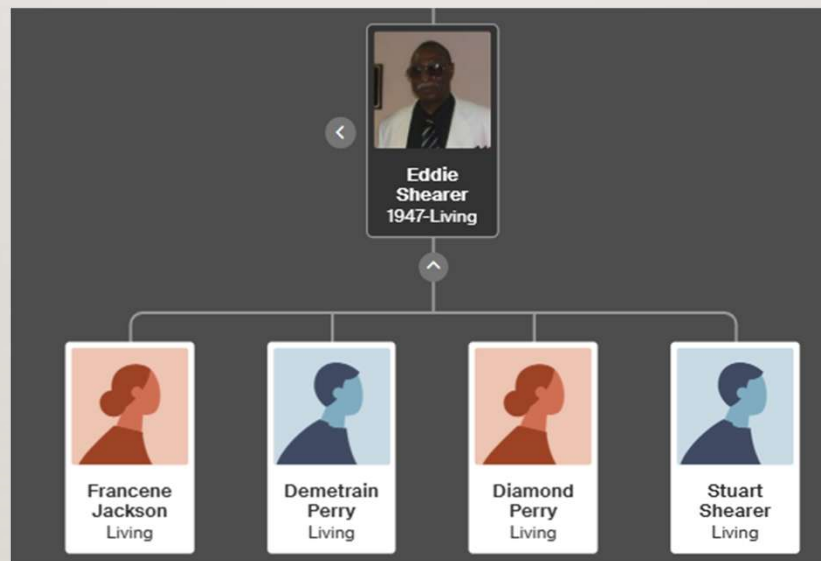 Eddie
Shearer
1947-Living
Francene
Jackson
Living
Demetrain
Perry
Living
Diamond
Perry
Living
Stuart
Shearer
Living